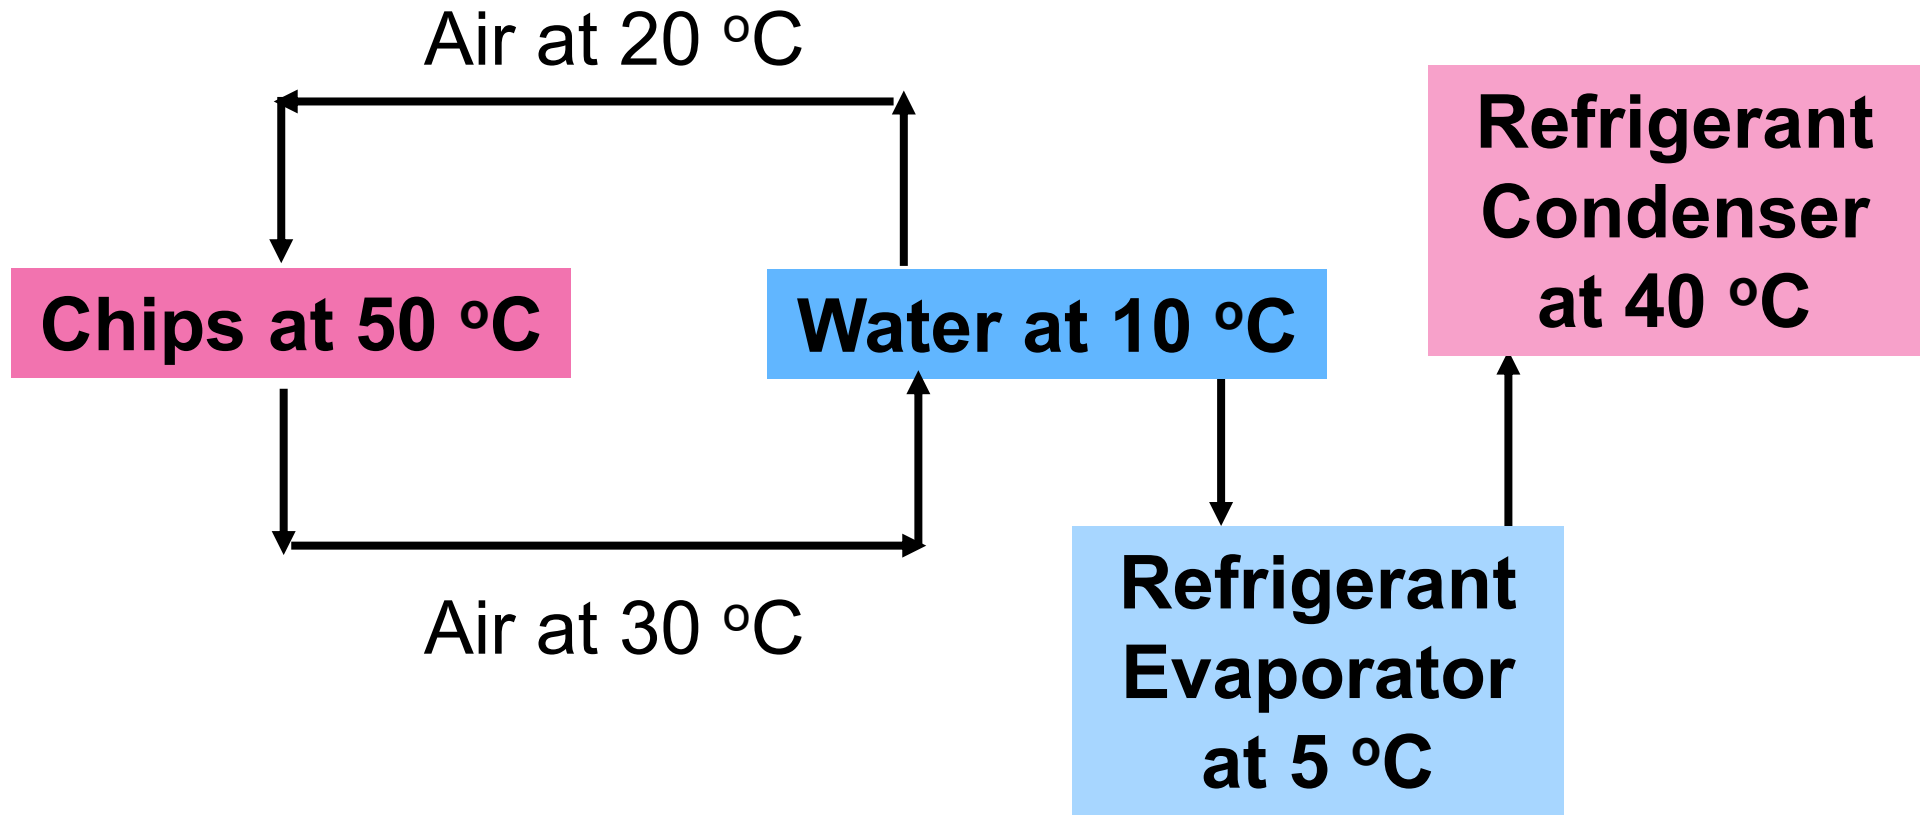 Air at 20 ºC
Refrigerant
Condenser
at 40 ºC
Chips at 50 ºC
Water at 10 ºC
Air at 30 ºC
Refrigerant
Evaporator
at 5 ºC